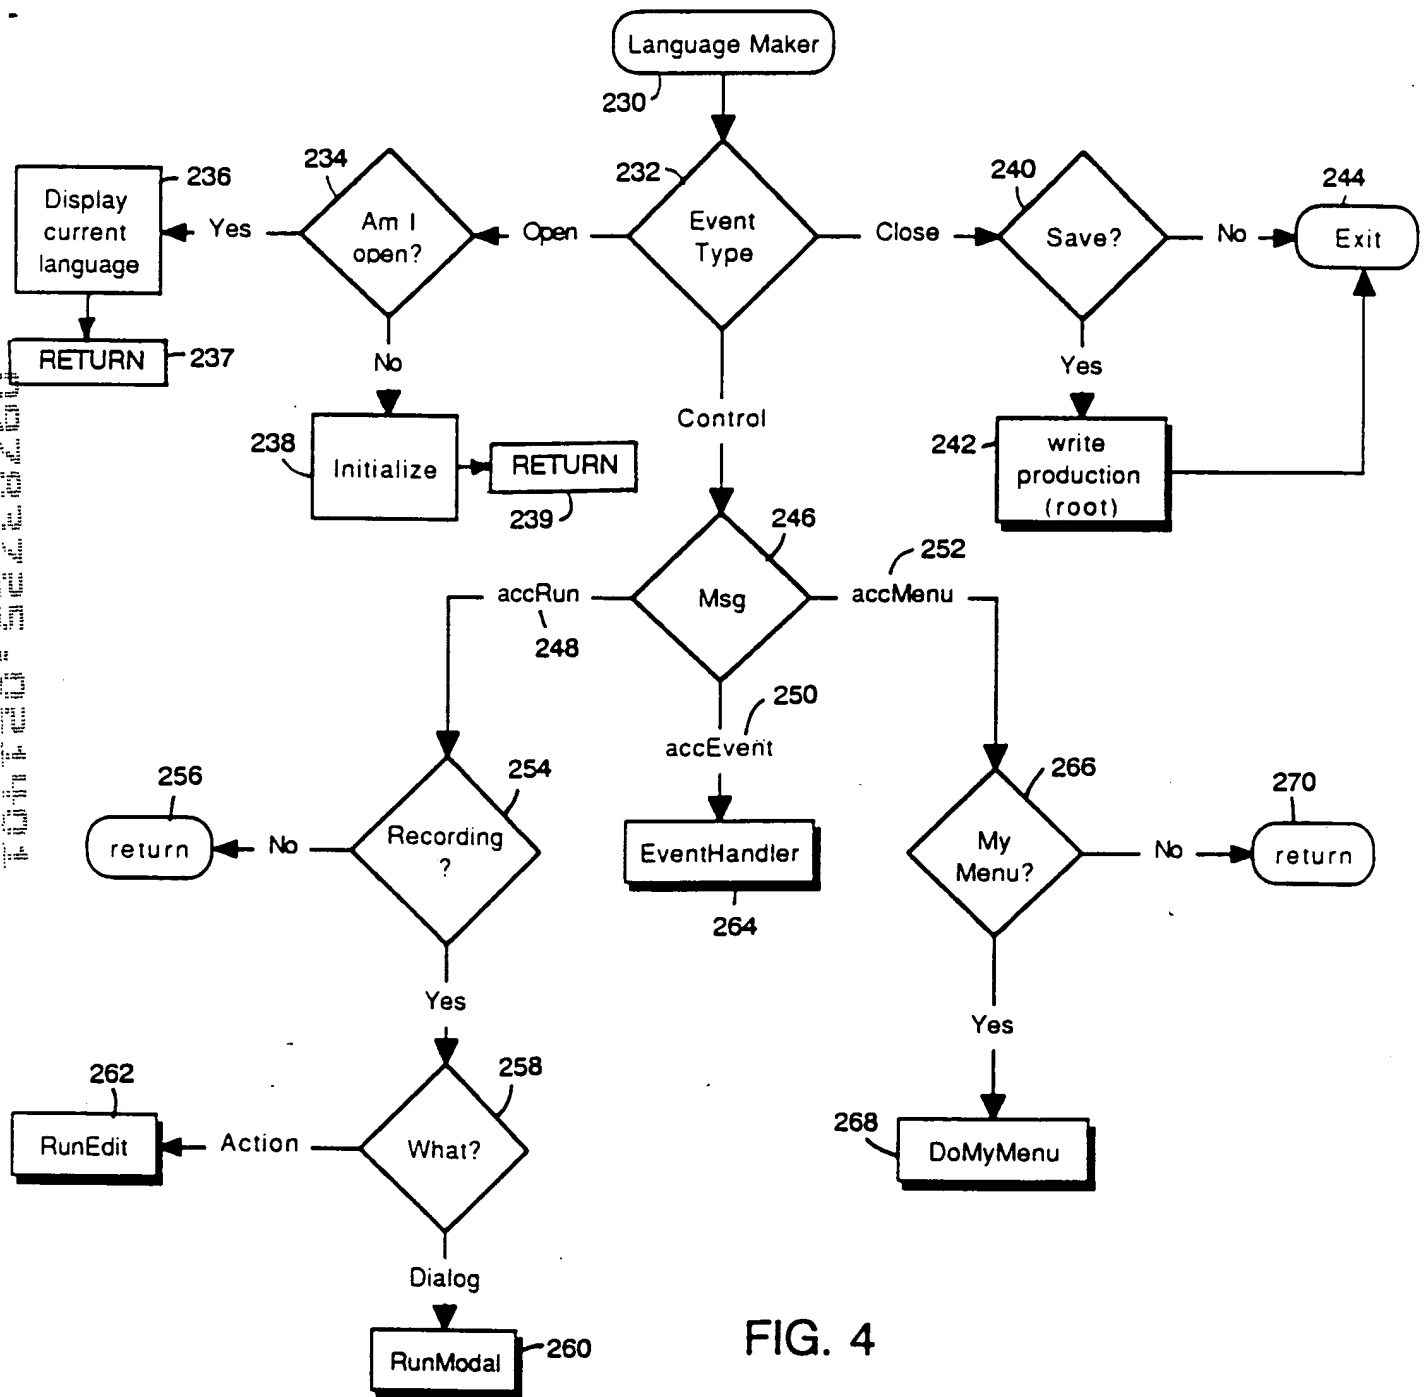 Language Maker
230
234
236
232
240
244
Display
current
language
Yes
Am I
open?
Open
Event
Type
Close
Save?
No
Exit
RETURN
237
No
Yes
Control
238
Initialize
RETURN
239
242
write
production
(root)
246
252
accRun
248
Msg
accMenu
250
accEvent
256
254
266
270
return
No
Recording
?
EventHandler
264
My
Menu?
No
return
Yes
Yes
262
258
268
RunEdit
Action
What?
DoMyMenu
Dialog
RunModal
260
FIG. 4